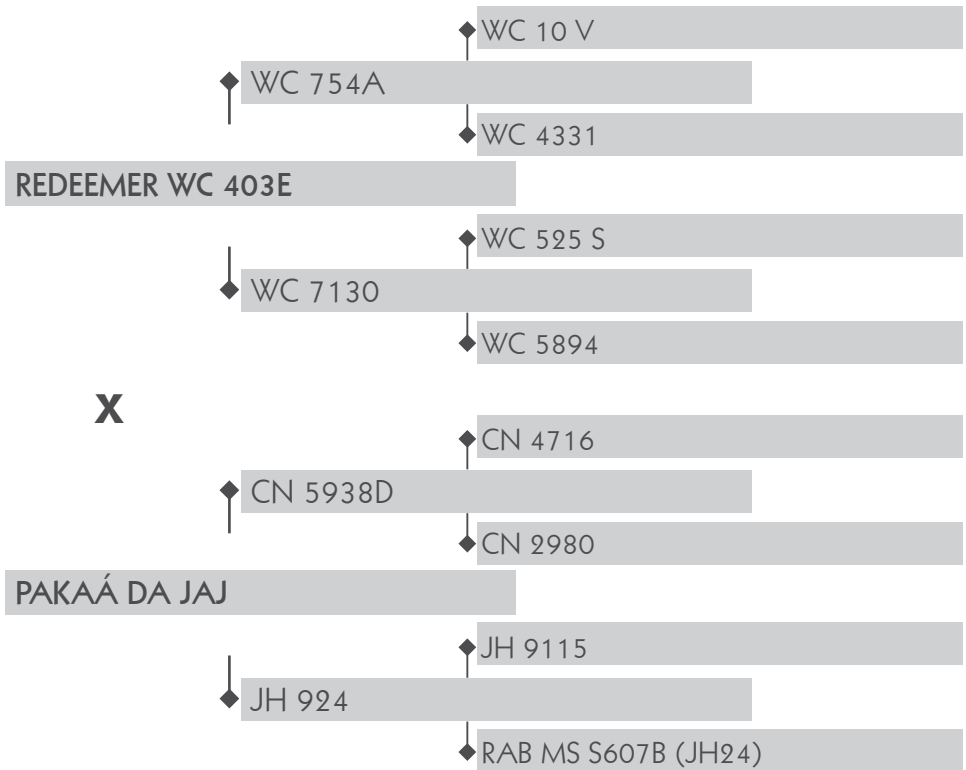 WC 10 V
WC 754A
WC 4331
REDEEMER WC 403E
WC 525 S
WC 7130
WC 5894
X
CN 4716
CN 5938D
CN 2980
PAKAÁ DA JAJ
JH 9115
JH 924
RAB MS S607B (JH24)